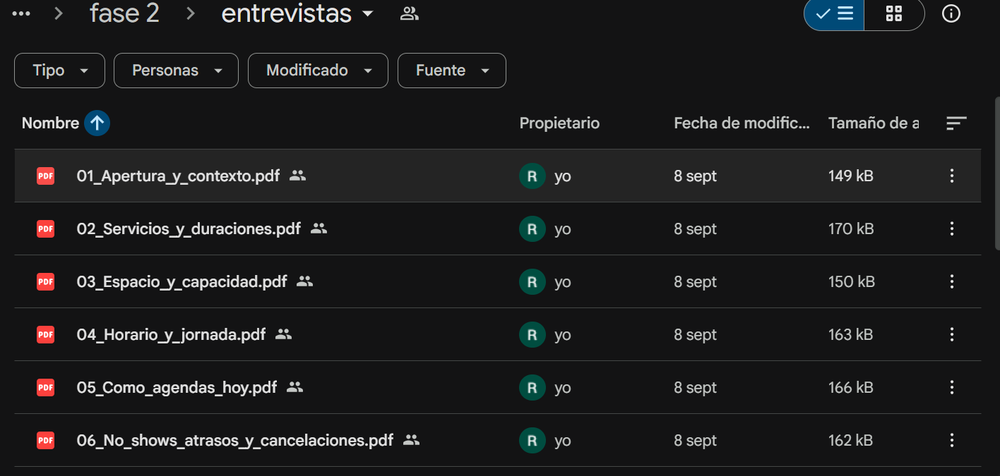 ... > fase 2 > entrevistas
Tipo Personas Modificado Fuente
Nombre Propietario Fecha de modific... Tamaño de a
PDF 01_Apertura_y_contexto.pdf R yo 8 sept 149 kB
PDF 02_Servicios_y_duraciones.pdf R yo 8 sept 170 kB
PDF 03_Espacio_y_capacidad.pdf R yo 8 sept 150 kB
PDF 04_Horario_y_jornada.pdf R yo 8 sept 163 kB
PDF 05_Como_agendas_hoy.pdf R yo 8 sept 166 kB
PDF 06_No_shows_atrasos_y_cancelaciones.pdf R yo 8 sept 162 kB